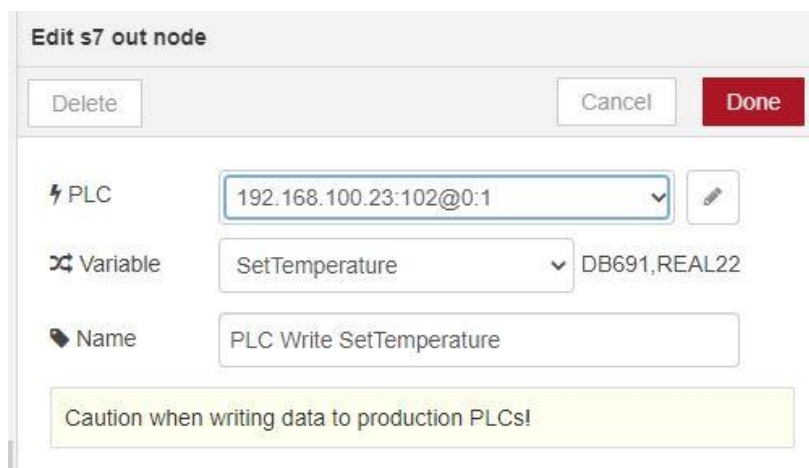 Edit s7 out node
Delete Cancel Done
PLC 192.168.100.23:102@0:1
Variable SetTemperature DB691,REAL22
Name PLC Write SetTemperature
Caution when writing data to production PLCs!